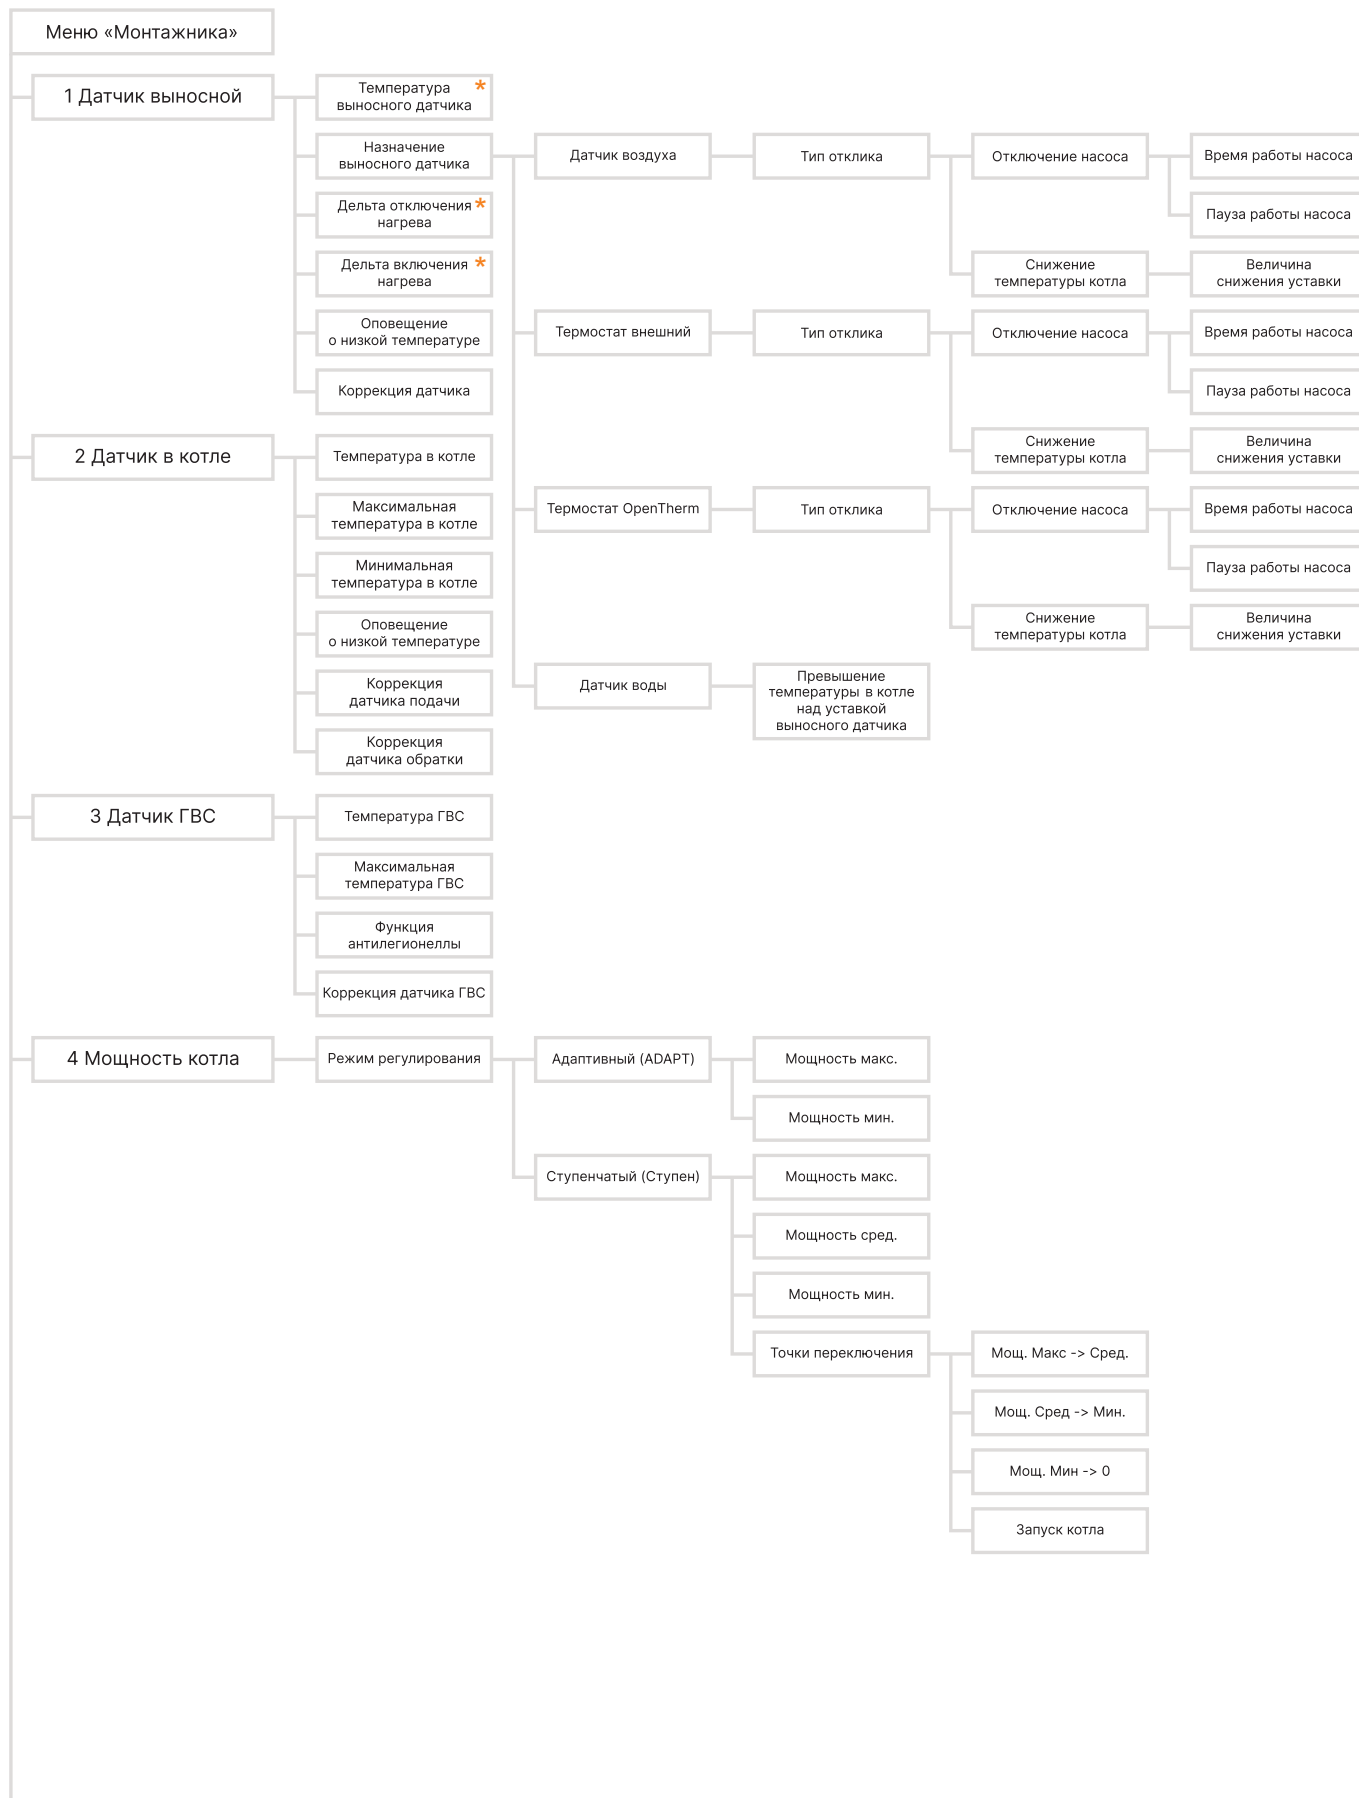 Меню «Монтажника»
1 Датчик выносной
Температура *
выносного датчика
Назначение
выносного датчика
Датчик воздуха
Тип отклика
Отключение насоса
Время работы насоса
Дельта отключения *
нагрева
Пауза работы насоса
Дельта включения *
нагрева
Снижение
температуры котла
Величина
снижения уставки
Оповещение
о низкой температуре
Термостат внешний
Тип отклика
Отключение насоса
Время работы насоса
Коррекция датчика
Пауза работы насоса
2 Датчик в котле
Температура в котле
Снижение
температуры котла
Величина
снижения уставки
Максимальная
температура в котле
Термостат OpenTherm
Тип отклика
Отключение насоса
Время работы насоса
Минимальная
температура в котле
Пауза работы насоса
Оповещение
о низкой температуре
Снижение
температуры котла
Величина
снижения уставки
Коррекция
датчика подачи
Датчик воды
Превышение
температуры в котле
над уставкой
выносного датчика
Коррекция
датчика обратки
3 Датчик ГВС
Температура ГВС
Максимальная
температура ГВС
Функция
антилегионеллы
Коррекция датчика ГВС
4 Мощность котла
Режим регулирования
Адаптивный (ADAPT)
Мощность макс.
Мощность мин.
Ступенчатый (Ступен)
Мощность макс.
Мощность сред.
Мощность мин.
Точки переключения
Мощ. Макс -> Сред.
Мощ. Сред -> Мин.
Мощ. Мин -> 0
Запуск котла